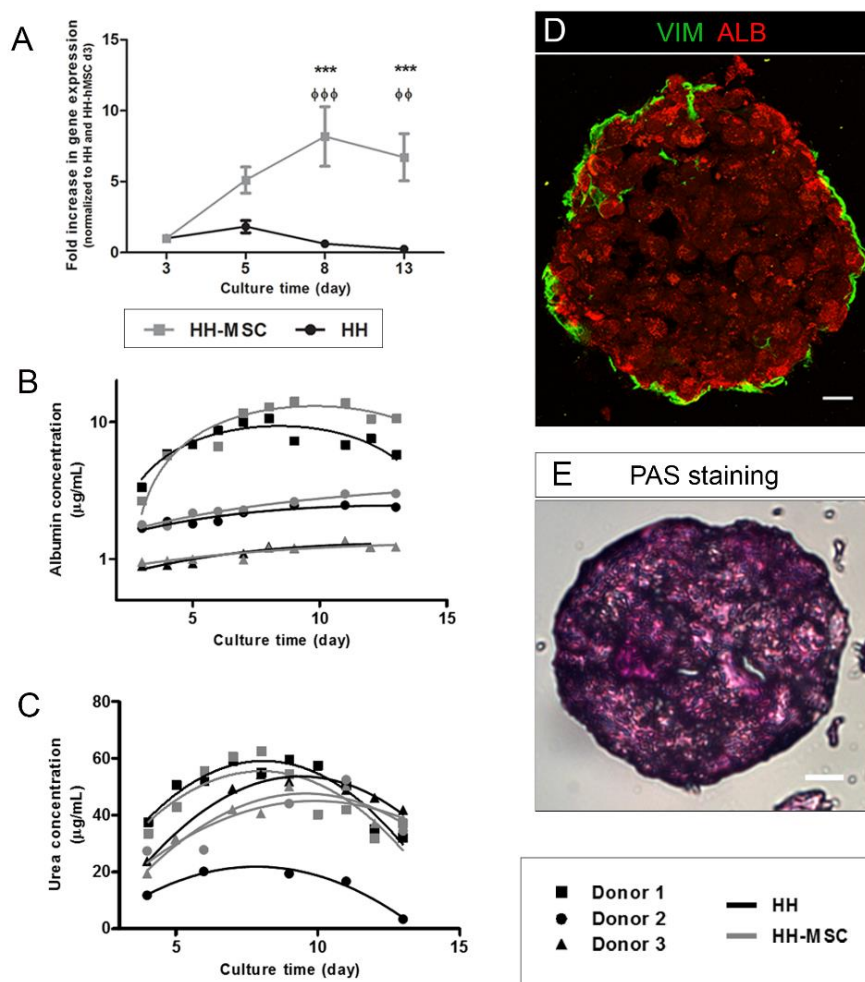 A
Fold increase in gene expression
(normalized to HH and HH-hMSC d3)
15
10
5
0
***
ϕϕϕ
***
ϕϕ
3
5
8
13
Culture time (day)
HH-MSC
HH
B
Albumin concentration
(µg/mL)
10
1
5
10
15
Culture time (day)
C
Urea concentration
(µg/mL)
80
60
40
20
0
5
10
15
Culture time (day)
D
VIM ALB
E
PAS staining
Donor 1
Donor 2
Donor 3
HH
HH-MSC